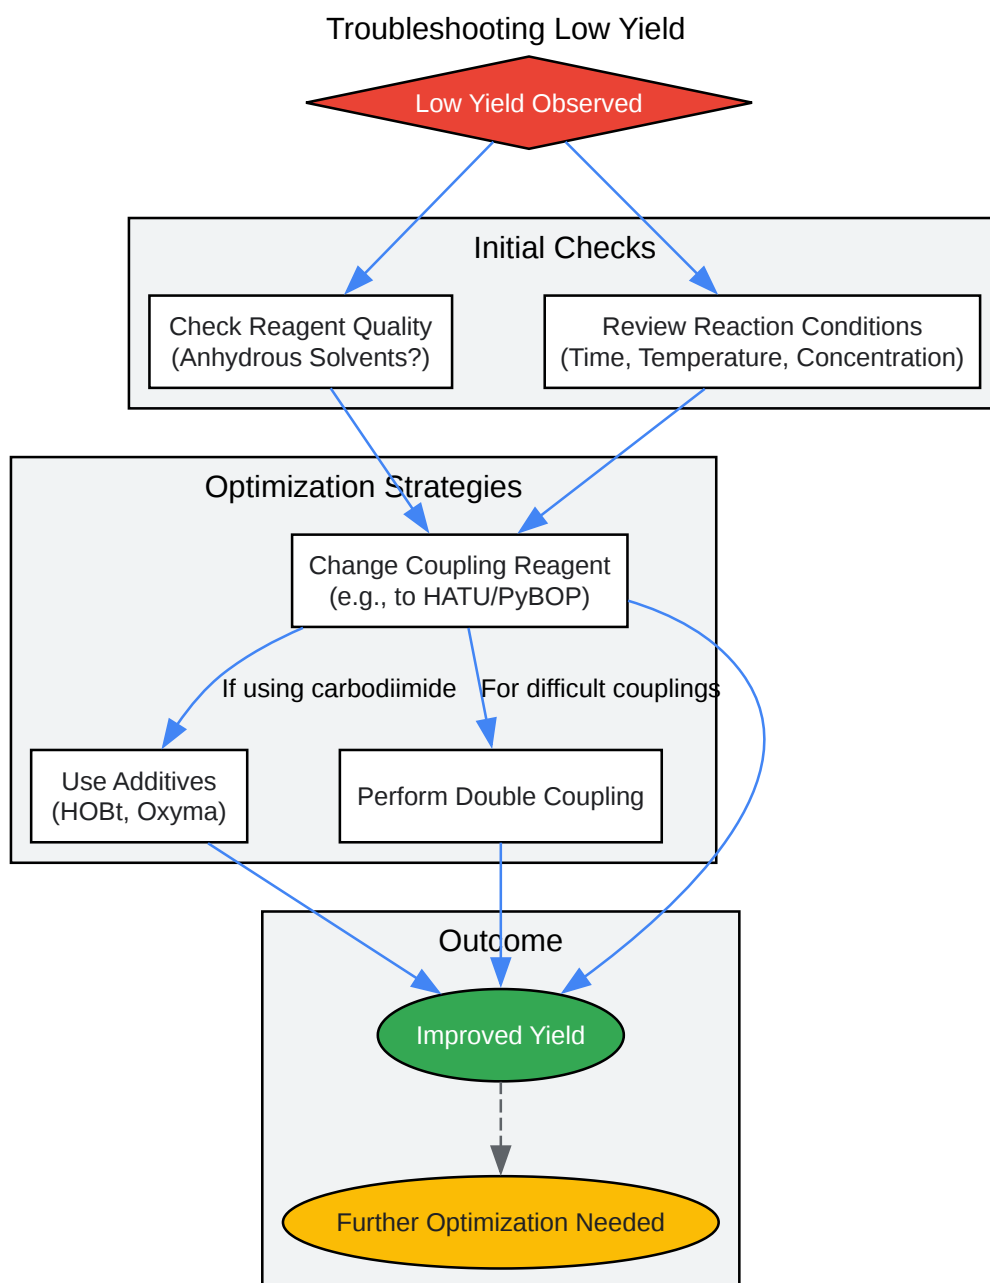 Troubleshooting Low Yield
Low Yield Observed
Initial Checks
Check Reagent Quality
(Anhydrous Solvents?)
Review Reaction Conditions
(Time, Temperature, Concentration)
Optimization Strategies
Change Coupling Reagent
(e.g., to HATU/PyBOP)
If using carbodiimide
For difficult couplings
Use Additives
(HOBt, Oxyma)
Perform Double Coupling
Outcome
Improved Yield
Further Optimization Needed